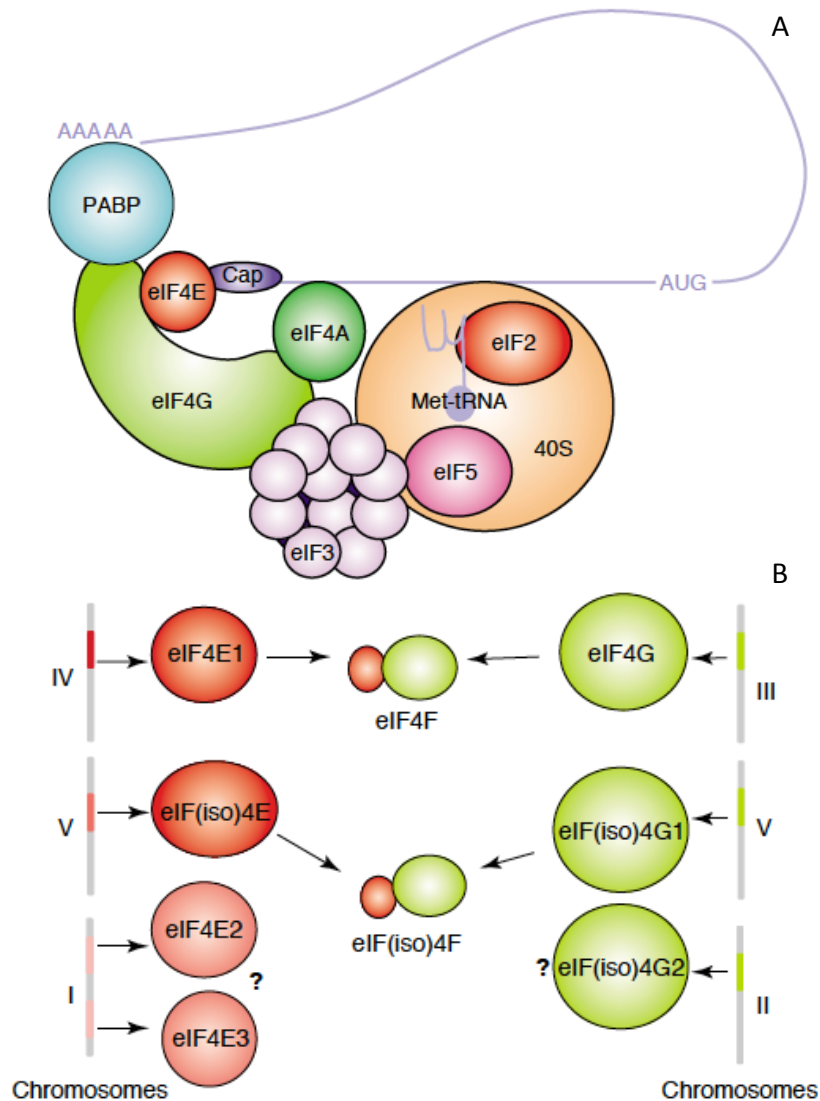 A
AAAAA
PABP
eIF4E
Cap
AUG
eIF4A
eIF2
eIF4G
Met-tRNA
40S
eIF5
eIF3
B
IV
eIF4E1
eIF4F
eIF4G
III
V
eIF(iso)4E
eIF(iso)4F
eIF(iso)4G1
V
I
eIF4E2
?
eIF4E3
?
eIF(iso)4G2
II
Chromosomes
Chromosomes